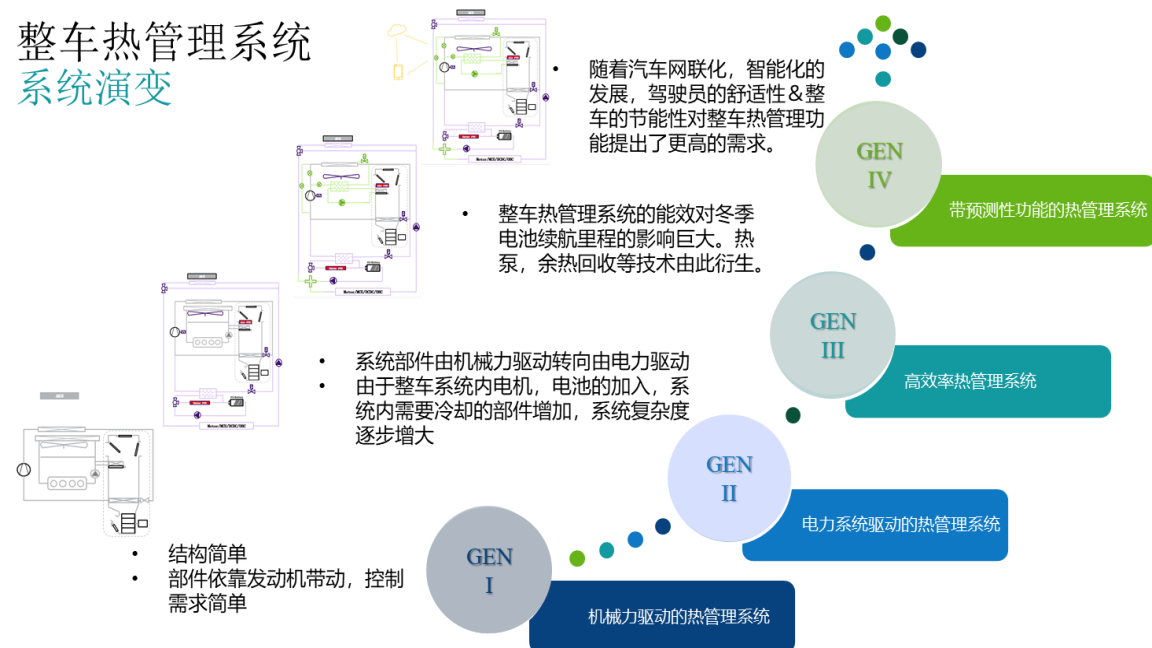 整车热管理系统
系统演变
• 随着汽车网联化，智能化的
发展，驾驶员的舒适性＆整
车的节能性对整车热管理功
能提出了更高的需求。
GEN
IV
带预测性功能的热管理系统
• 整车热管理系统的能效对冬季
电池续航里程的影响巨大。热
泵，余热回收等技术由此衍生。
GEN
III
高效率热管理系统
• 系统部件由机械力驱动转向由电力驱动
• 由于整车系统内电机，电池的加入，系
统内需要冷却的部件增加，系统复杂度
逐步增大
GEN
II
电力系统驱动的热管理系统
• 结构简单
• 部件依靠发动机带动，控制
需求简单
GEN
I
机械力驱动的热管理系统